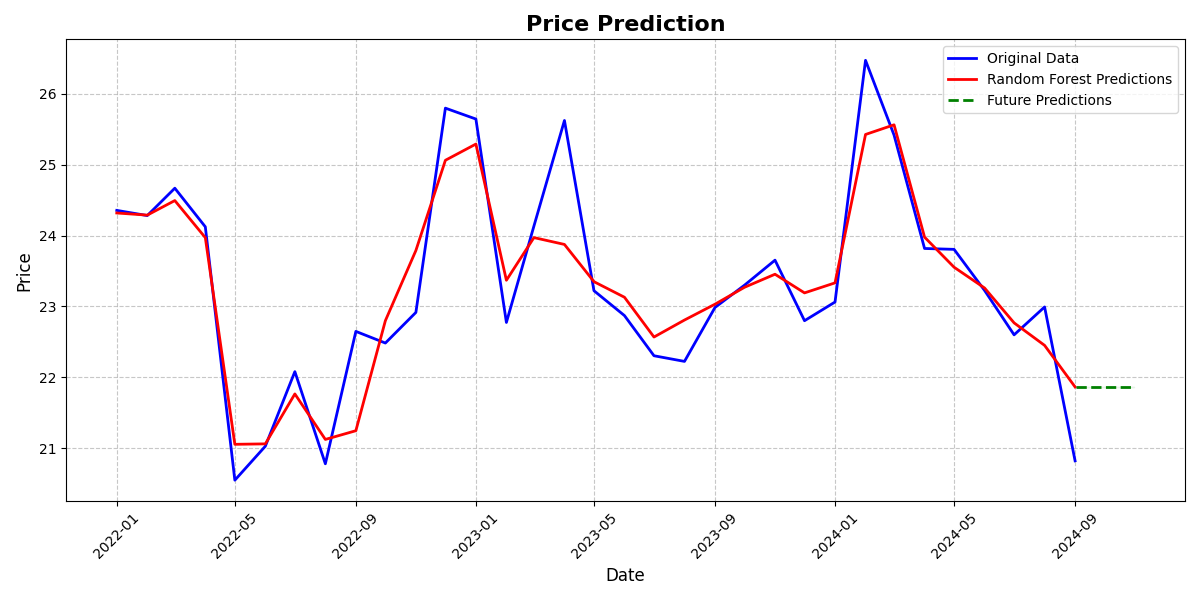 Price Prediction
Original Data
Random Forest Predictions
Future Predictions
Price
26
25
24
23
22
21
2022-01
2022-05
2022-09
2023-01
2023-05
2023-09
2024-01
2024-05
2024-09
Date